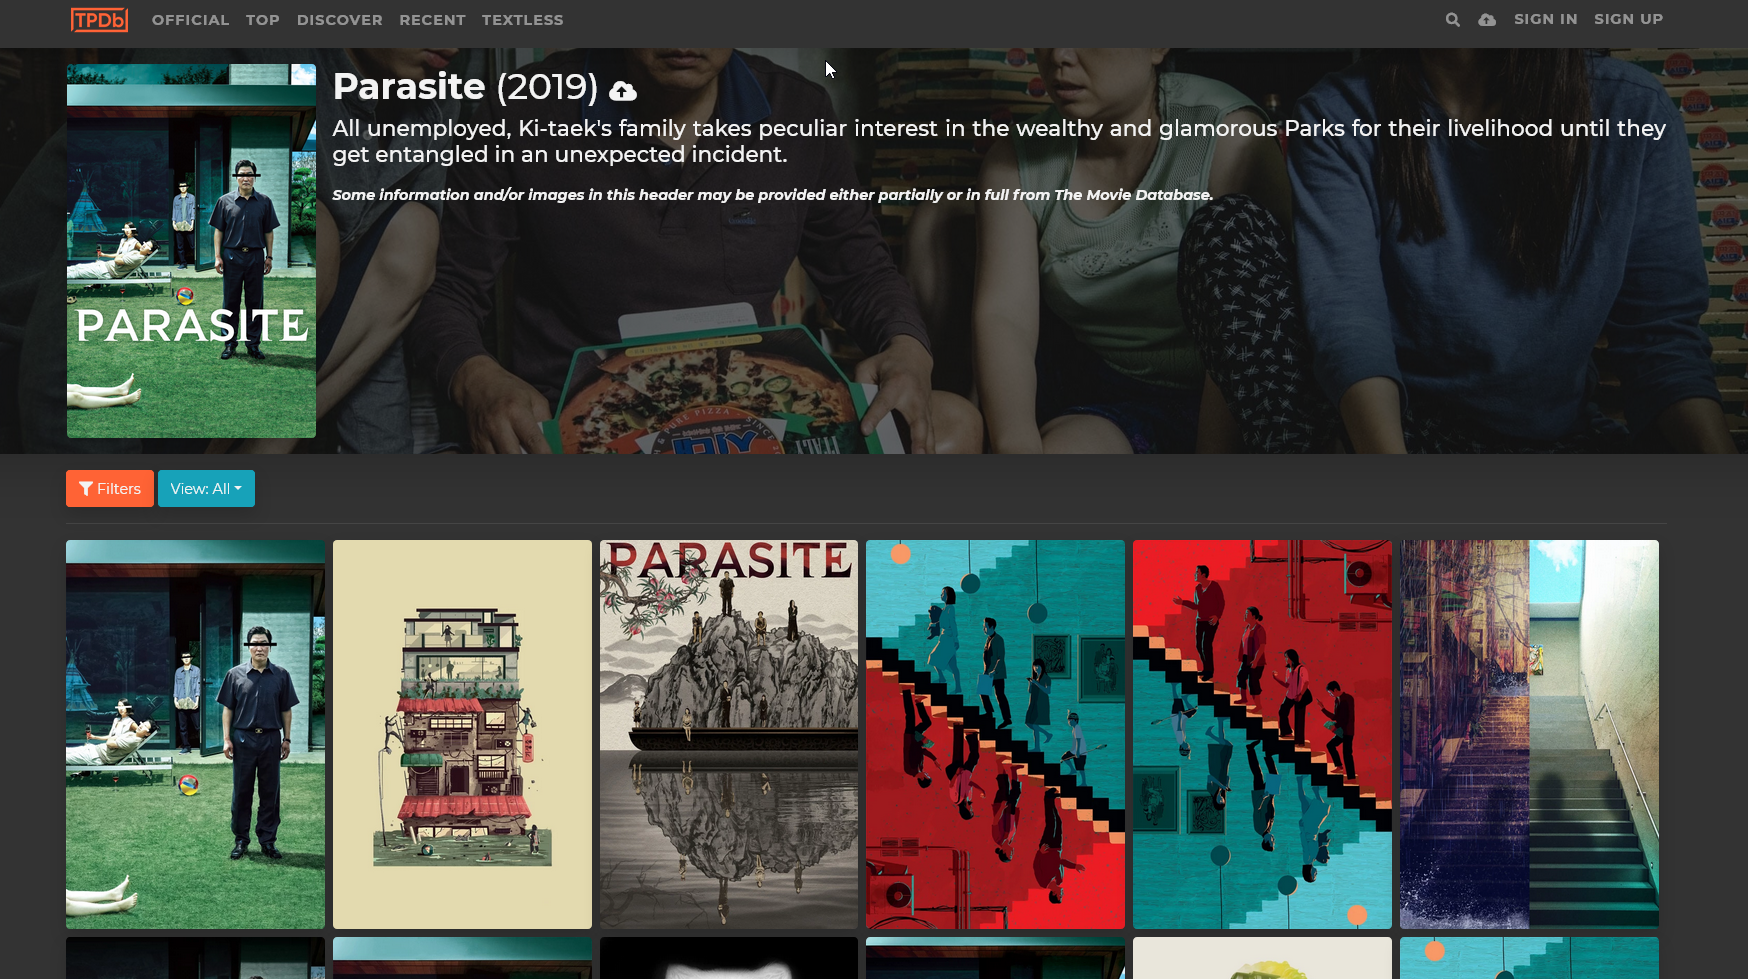 TPDb OFFICIAL TOP DISCOVER RECENT TEXTLESS SIGN IN SIGN UP
Parasite (2019)
All unemployed, Ki-taek's family takes peculiar interest in the wealthy and glamorous Parks for their livelihood until they
get entangled in an unexpected incident.
Some information and/or images in this header may be provided either partially or in full from The Movie Database.
PARASITE
PURE PIZZA
Filters View: All
PARASITE